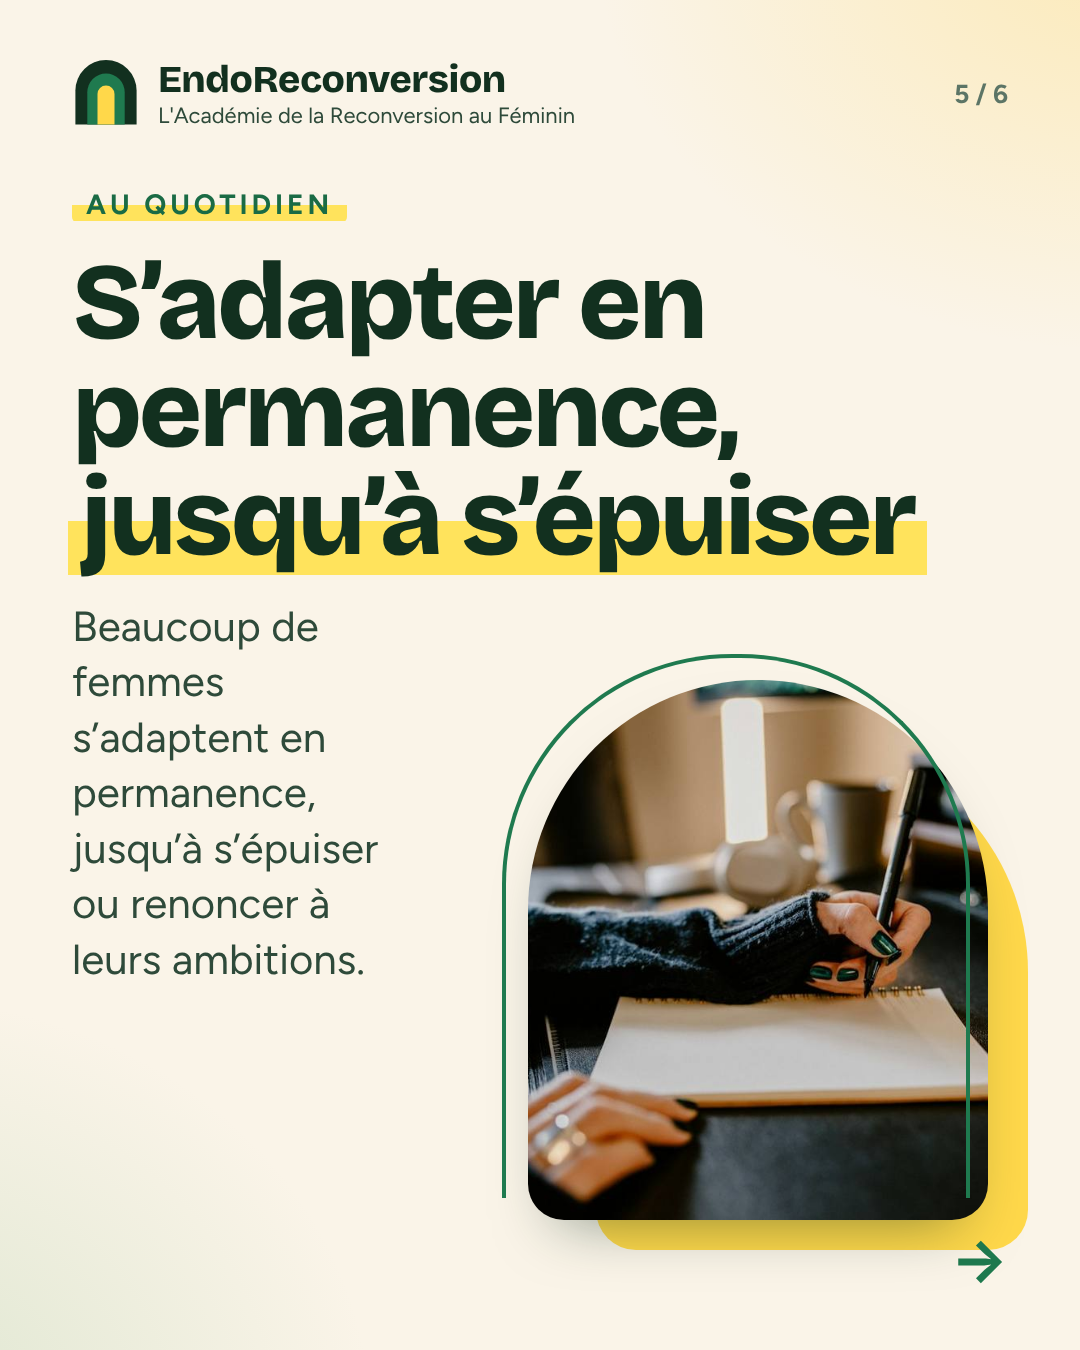 EndoReconversion
L'Académie de la Reconversion au Féminin
5 / 6
AU QUOTIDIEN
S’adapter en
permanence,
jusqu’à s’épuiser
Beaucoup de
femmes
s’adaptent en
permanence,
jusqu’à s’épuiser
ou renoncer à
leurs ambitions.